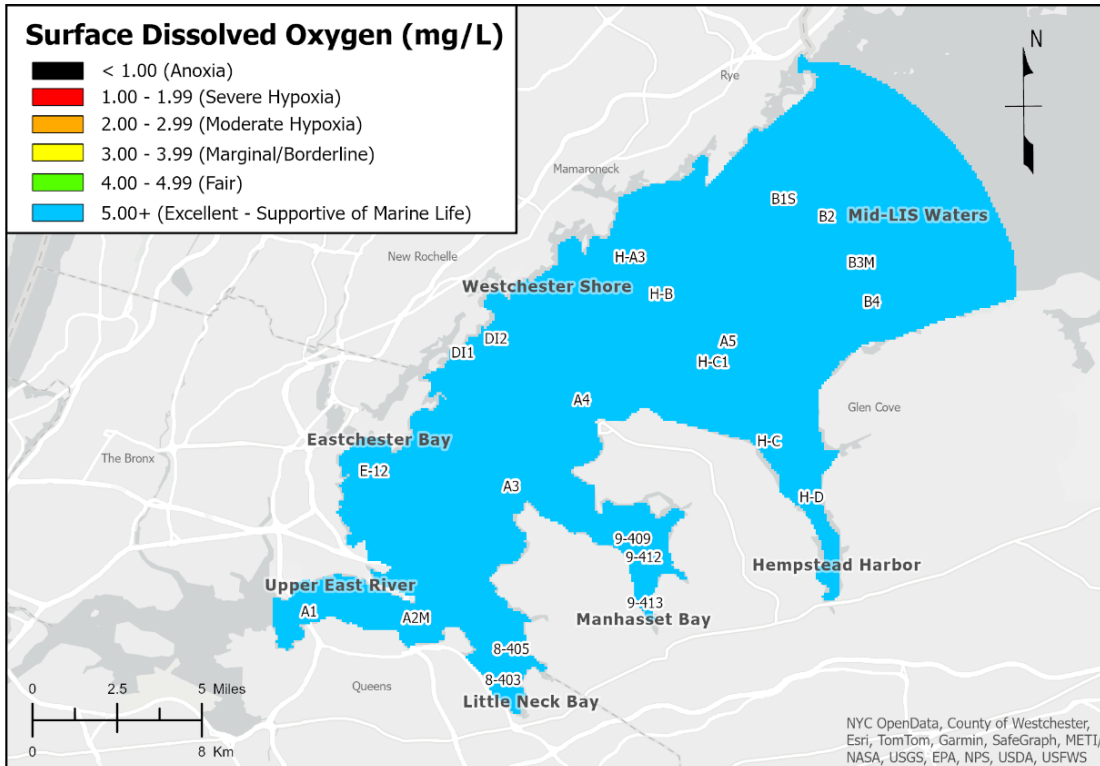 Surface Dissolved Oxygen (mg/L)
< 1.00 (Anoxia)
1.00 - 1.99 (Severe Hypoxia)
2.00 - 2.99 (Moderate Hypoxia)
3.00 - 3.99 (Marginal/Borderline)
4.00 - 4.99 (Fair)
5.00+ (Excellent - Supportive of Marine Life)
N
Rye
Mamaroneck
B1S
B2
Mid-LIS Waters
New Rochelle
H-A3
B3M
Westchester Shore
H-B
B4
DI2
DI1
A5
H-C1
A4
Glen Cove
Eastchester Bay
H-C
The Bronx
E-12
A3
H-D
9-409
9-412
Hempstead Harbor
Upper East River
9-413
A1
A2M
Manhasset Bay
8-405
8-403
Queens
Little Neck Bay
0 2.5 5 Miles
0 8 Km
NYC OpenData, County of Westchester,
Esri, TomTom, Garmin, SafeGraph, METI/
NASA, USGS, EPA, NPS, USDA, USFWS